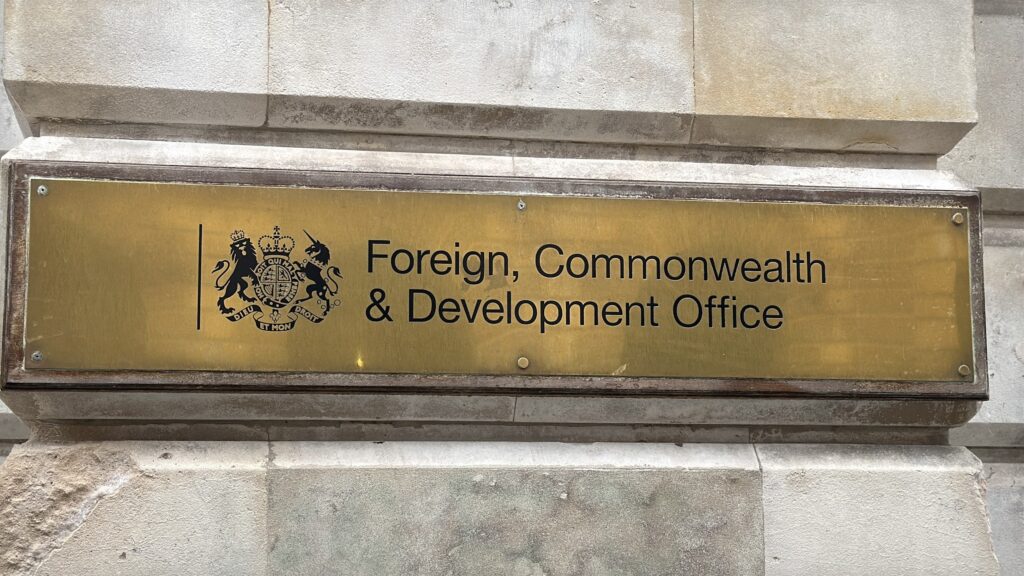 Foreign, Commonwealth
& Development Office
DIEU ET MON DROIT